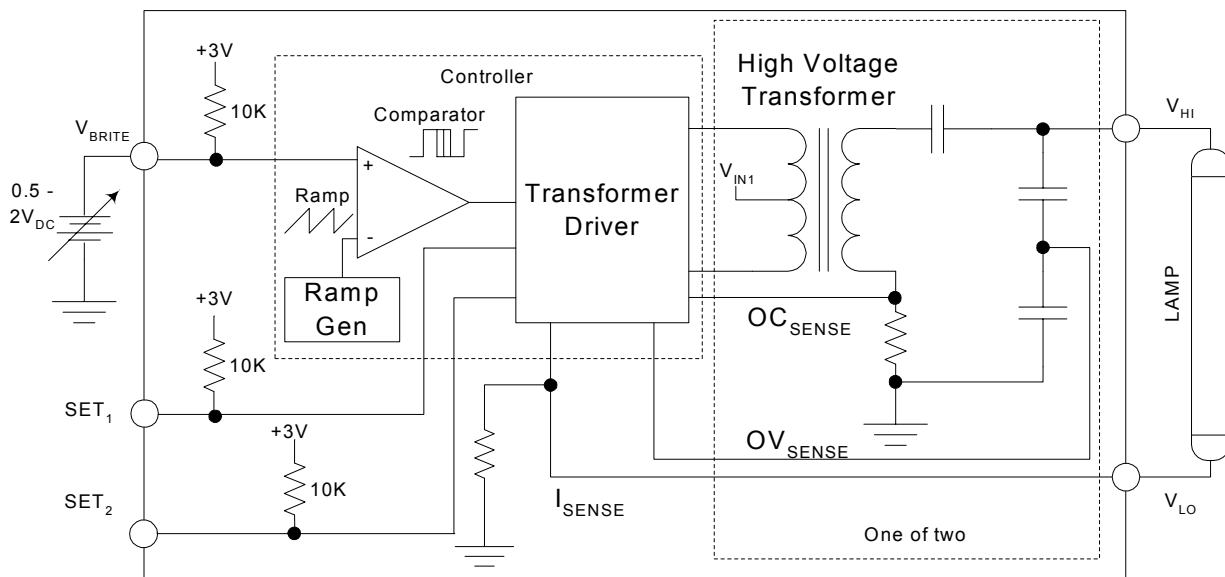 +3V
10K
V_BRITE
0.5 -
2V_DC
Controller
Comparator
+
Ramp
-
Ramp
Gen
Transformer
Driver
High Voltage
Transformer
V_IN1
V_HI
LAMP
+3V
10K
SET_1
OC_SENSE
+3V
10K
SET_2
OV_SENSE
I_SENSE
V_LO
One of two